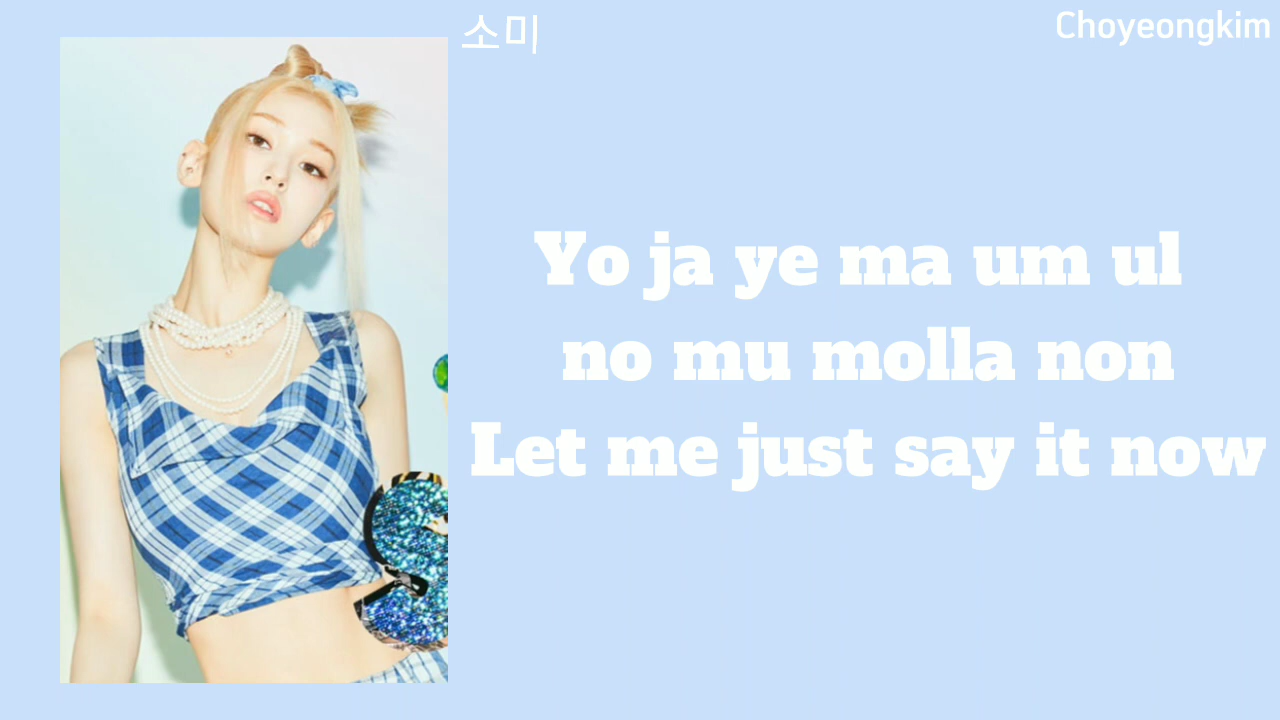 소미
Choyeongkim
Yo ja ye ma um ul
no mu molla non
Let me just say it now